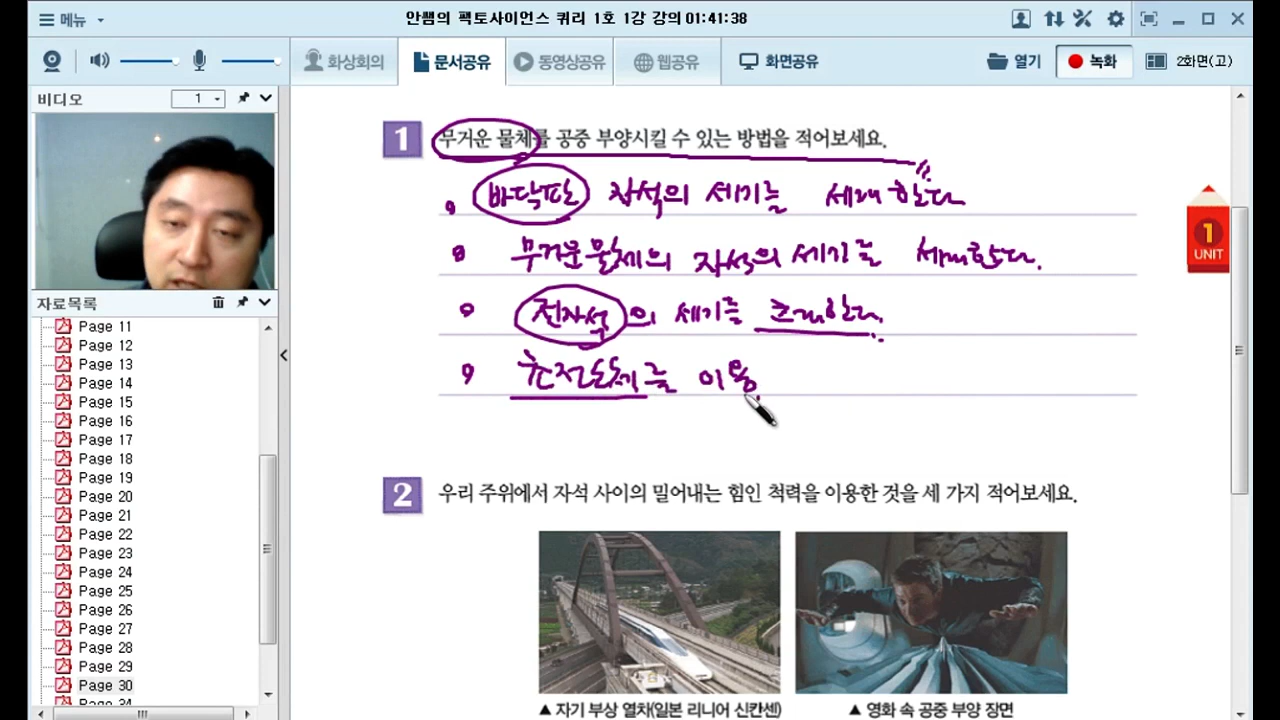 메뉴
안쌤의 팩토사이언스 쿼리 1호 1강 강의 01:41:38
화상회의
문서공유
동영상공유
웹공유
화면공유
열기
녹화
2화면(고)
비디오
1
자료목록
Page 11
Page 12
Page 13
Page 14
Page 15
Page 16
Page 17
Page 18
Page 19
Page 20
Page 21
Page 22
Page 23
Page 24
Page 25
Page 26
Page 27
Page 28
Page 29
Page 30
1 무거운 물체를 공중 부양시킬 수 있는 방법을 적어보세요.
바닥판 자석의 세기를 세게 한다
무거운 물체의 자석의 세기를 세게 한다.
전자석의 세기를 크게 한다.
초전도체를 이용
1
UNIT
2 우리 주위에서 자석 사이의 밀어내는 힘인 척력을 이용한 것을 세 가지 적어보세요.
▲ 자기 부상 열차(일본 리니어 신칸센)
▲ 영화 속 공중 부양 장면